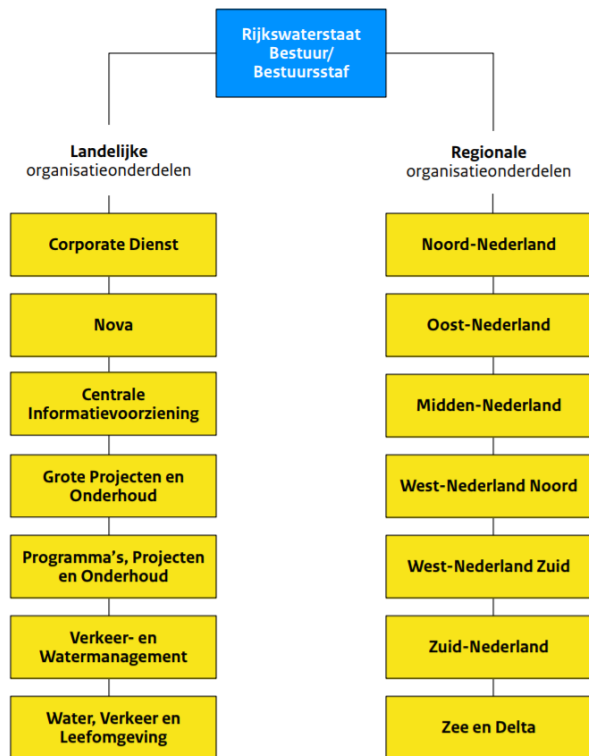 Rijkswaterstaat
Bestuur/
Bestuursstaf
Landelijke
organisatieonderdelen
Corporate Dienst
Nova
Centrale
Informatievoorziening
Grote Projecten en
Onderhoud
Programma's, Projecten
en Onderhoud
Verkeer- en
Watermanagement
Water, Verkeer en
Leefomgeving
Regionale
organisatieonderdelen
Noord-Nederland
Oost-Nederland
Midden-Nederland
West-Nederland Noord
West-Nederland Zuid
Zuid-Nederland
Zee en Delta